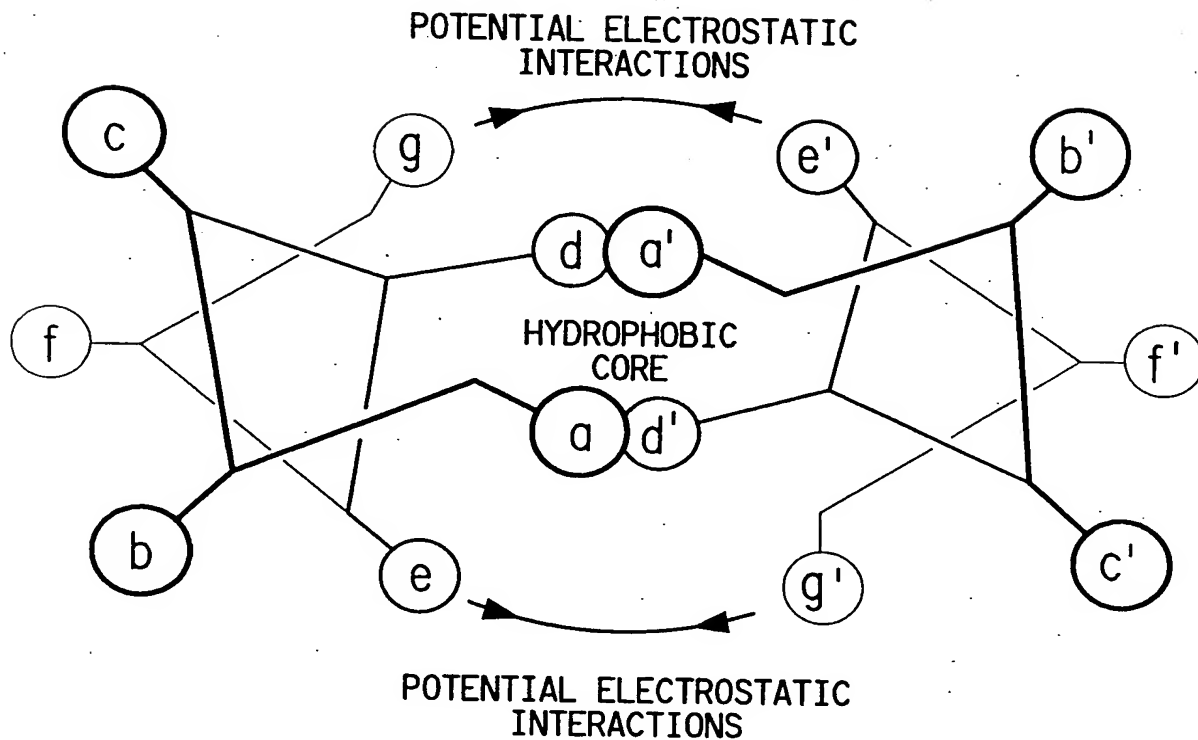 POTENTIAL ELECTROSTATIC
INTERACTIONS
c
g
e'
b'
d
a'
f
HYDROPHOBIC
CORE
f'
a
d'
b
e
g'
c'
POTENTIAL ELECTROSTATIC
INTERACTIONS